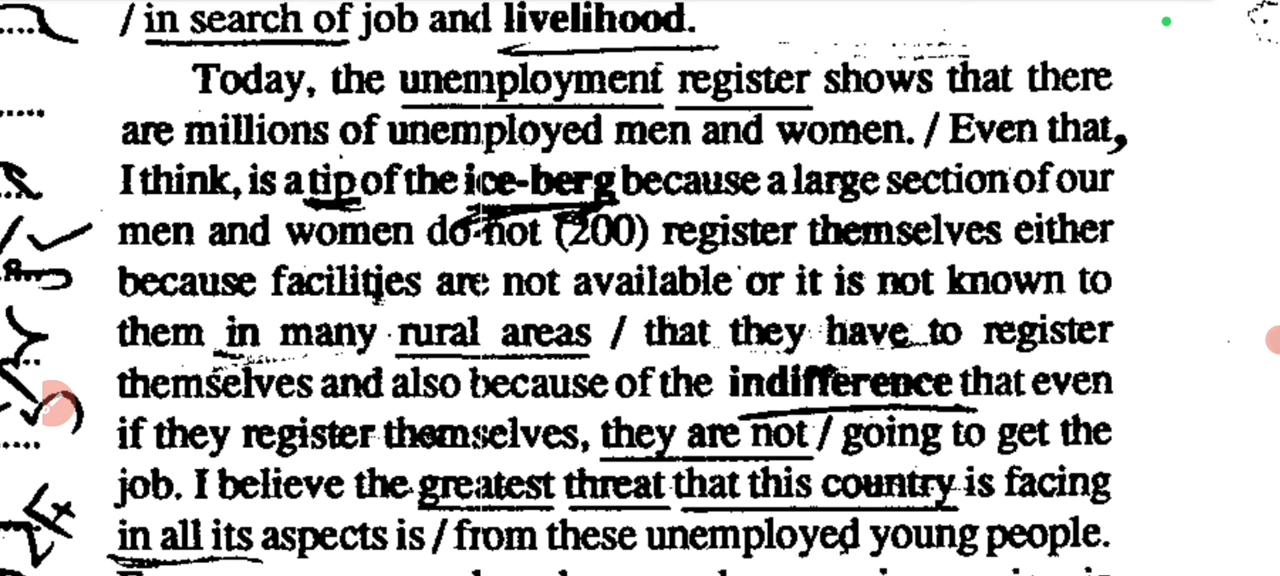 / in search of job and livelihood.
Today, the unemployment register shows that there
are millions of unemployed men and women. / Even that,
I think, is a tip of the ice-berg because a large section of our
men and women do not (200) register themselves either
because facilities are not available or it is not known to
them in many rural areas / that they have to register
themselves and also because of the indifference that even
if they register themselves, they are not / going to get the
job. I believe the greatest threat that this country is facing
in all its aspects is / from these unemployed young people.